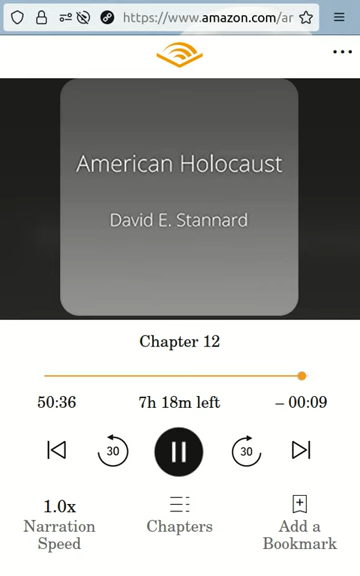 https://www.amazon.com/ar
American Holocaust
David E. Stannard
Chapter 12
50:36 7h 18m left – 00:09
30 30
1.0x
Narration Speed
Chapters
Add a Bookmark